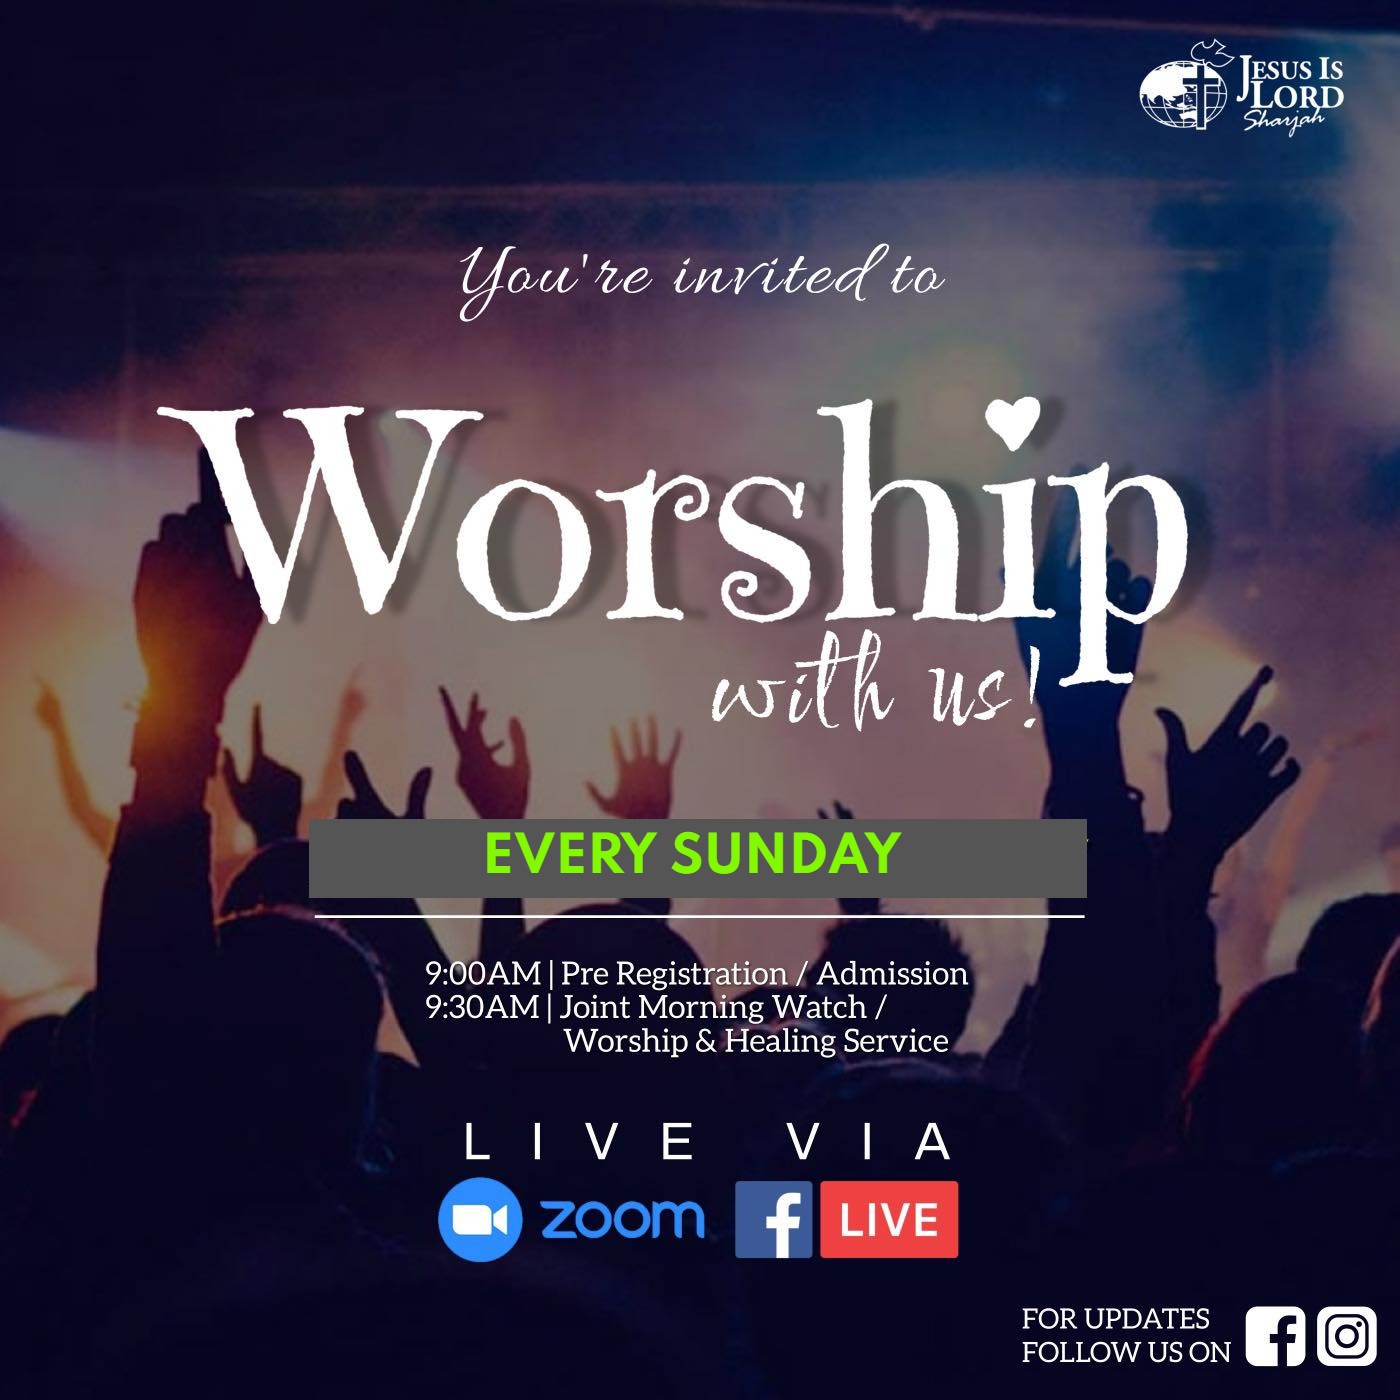 JESUS IS
LORD
Sharjah
You're invited to
Worship
with us!
EVERY SUNDAY
9:00AM | Pre Registration / Admission
9:30AM | Joint Morning Watch /
Worship & Healing Service
LIVE VIA
zoom f LIVE
FOR UPDATES
FOLLOW US ON